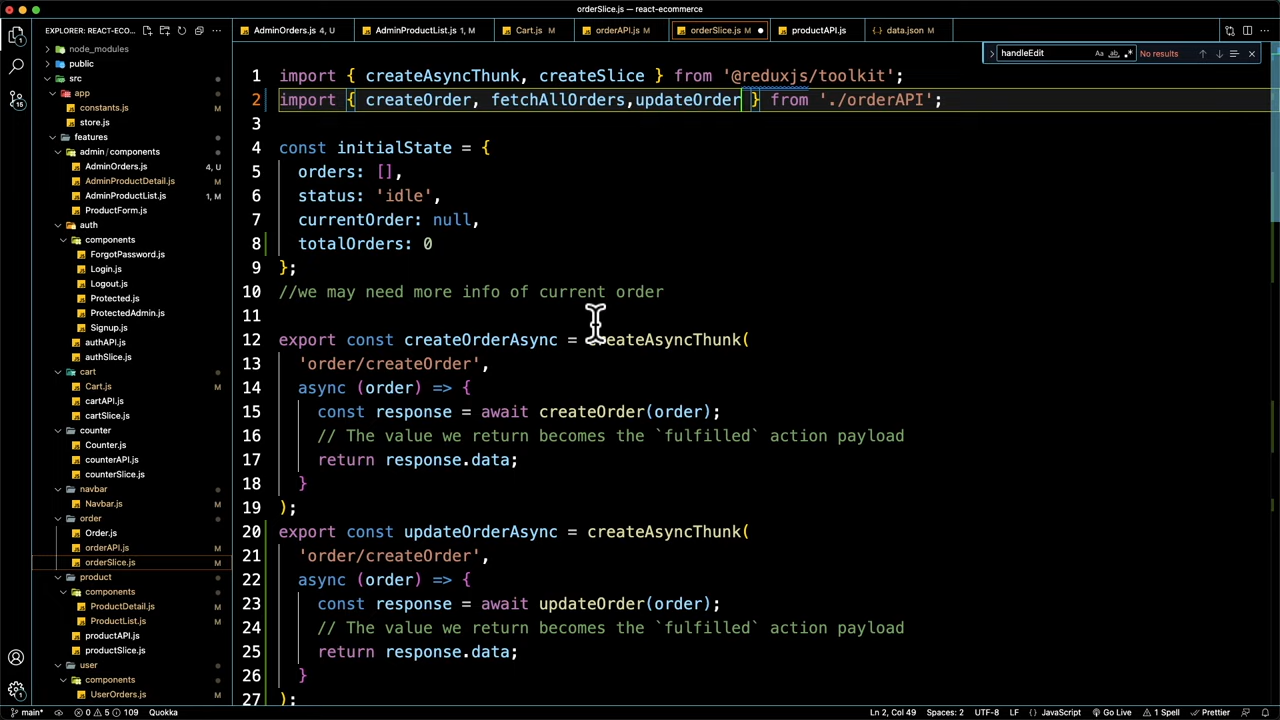 orderSlice.js — react-ecommerce
EXPLORER: REACT-ECO...
AdminOrders.js 4, U
AdminProductList.js 1, M
Cart.js M
orderAPI.js M
orderSlice.js M
productAPI.js
data.json M
node_modules
public
src
app
constants.js
store.js
features
admin/components
AdminOrders.js 4, U
AdminProductDetail.js M
AdminProductList.js 1, M
ProductForm.js
auth
components
ForgotPassword.js
Login.js
Logout.js
Protected.js
ProtectedAdmin.js
Signup.js
authAPI.js
authSlice.js
cart
Cart.js M
cartAPI.js
cartSlice.js
counter
Counter.js
counterAPI.js
counterSlice.js
navbar
Navbar.js M
order
Order.js
orderAPI.js M
orderSlice.js M
product
components
ProductDetail.js M
ProductList.js M
productAPI.js
productSlice.js
user
components
UserOrders.js M
handleEdit Aa ab .* No results
1 import { createAsyncThunk, createSlice } from '@reduxjs/toolkit';
2 import { createOrder, fetchAllOrders,updateOrder } from './orderAPI';
3
4 const initialState = {
5 orders: [],
6 status: 'idle',
7 currentOrder: null,
8 totalOrders: 0
9 };
10 //we may need more info of current order
11
12 export const createOrderAsync = createAsyncThunk(
13 'order/createOrder',
14 async (order) => {
15 const response = await createOrder(order);
16 // The value we return becomes the `fulfilled` action payload
17 return response.data;
18 }
19 );
20 export const updateOrderAsync = createAsyncThunk(
21 'order/createOrder',
22 async (order) => {
23 const response = await updateOrder(order);
24 // The value we return becomes the `fulfilled` action payload
25 return response.data;
26 }
27 );
1
15
1
main* 0 5 109 Quokka Ln 2, Col 49 Spaces: 2 UTF-8 LF {} JavaScript Go Live 1 Spell Prettier